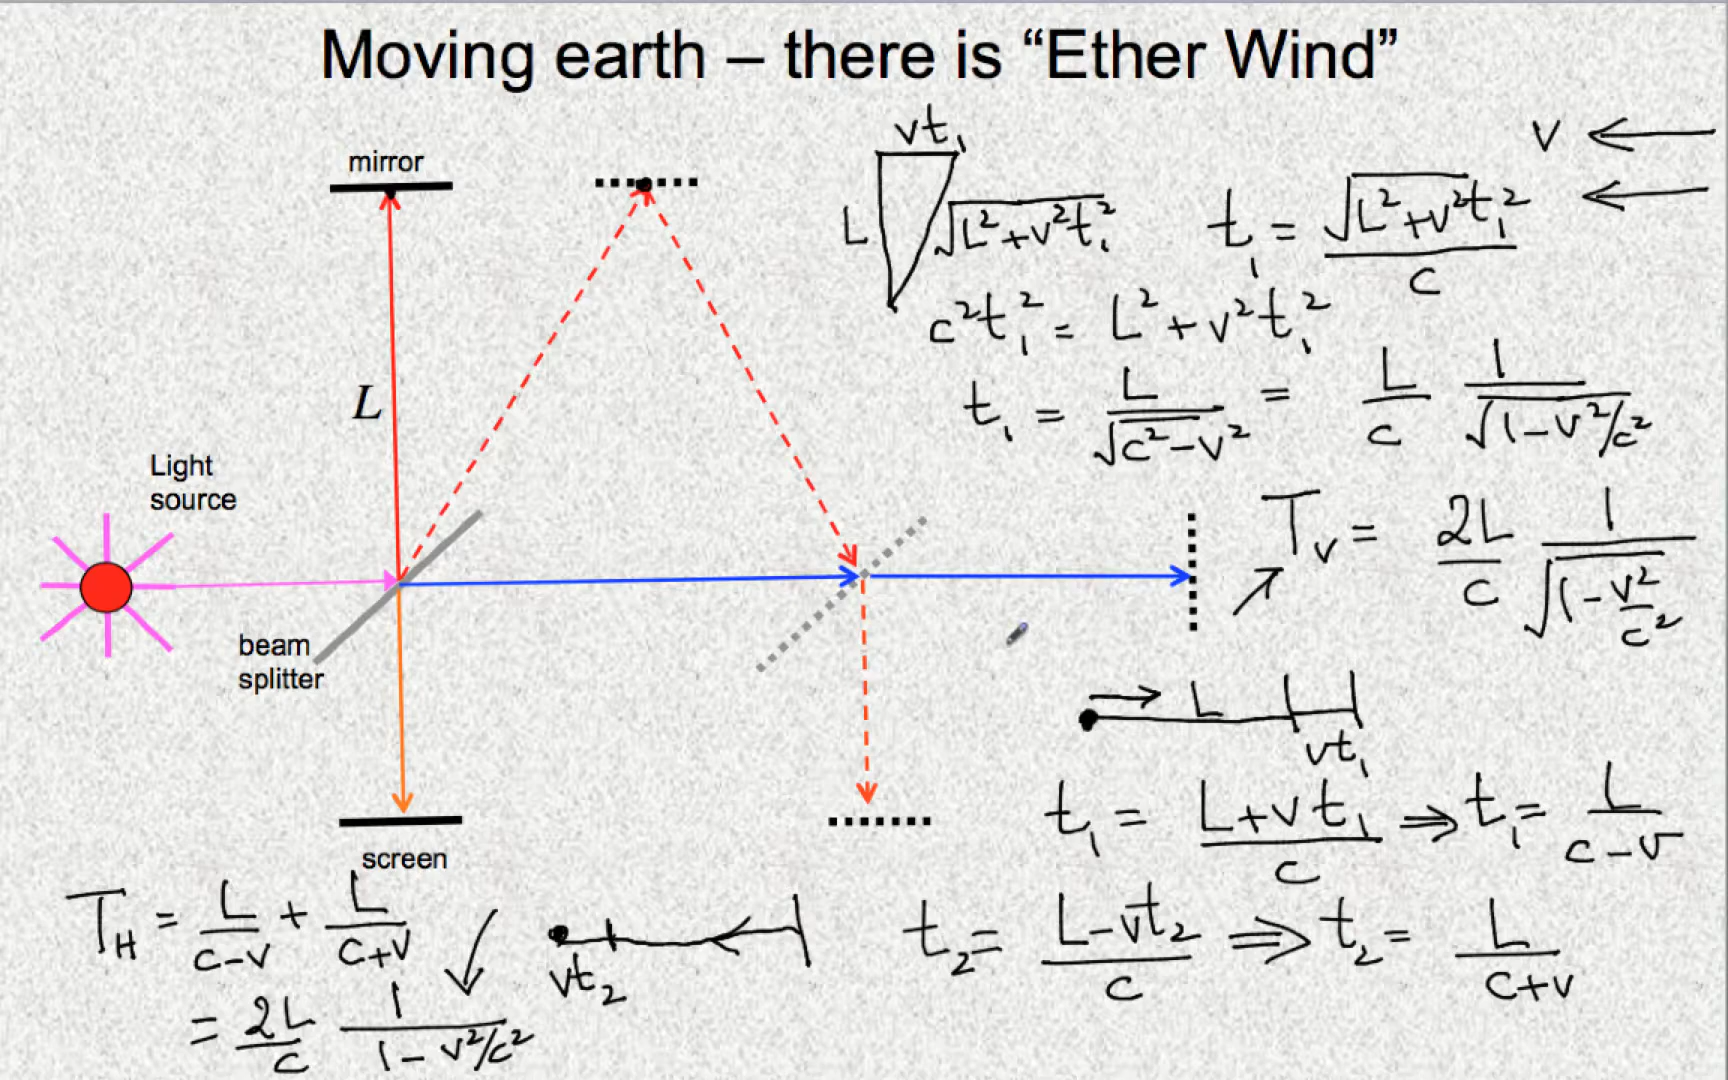 Moving earth – there is “Ether Wind”
mirror
L
Light
source
beam
splitter
screen
vt₁
L
√(L²+v²t₁²)
v
t₁ = √(L²+v²t₁²)/c
c²t₁² = L² + v²t₁²
t₁ = L/√(c²-v²) = L/c 1/√(1-v²/c²)
T_V = 2L/c 1/√(1-v²/c²)
L
vt₁
t₁ = (L+vt₁)/c ⇒ t₁ = L/(c-v)
vt₂
t₂ = (L-vt₂)/c ⇒ t₂ = L/(c+v)
T_H = L/(c-v) + L/(c+v)
= 2L/c 1/(1-v²/c²)